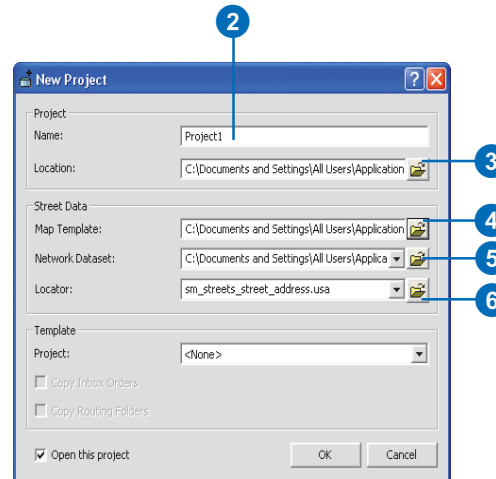 2
New Project
Project
Name: Project1
Location: C:\Documents and Settings\All Users\Application 3
Street Data
Map Template: C:\Documents and Settings\All Users\Application 4
Network Dataset: C:\Documents and Settings\All Users\Applica 5
Locator: sm_streets_street_address.usa 6
Template
Project: <None>
Copy Inbox Orders
Copy Routing Folders
Open this project OK Cancel